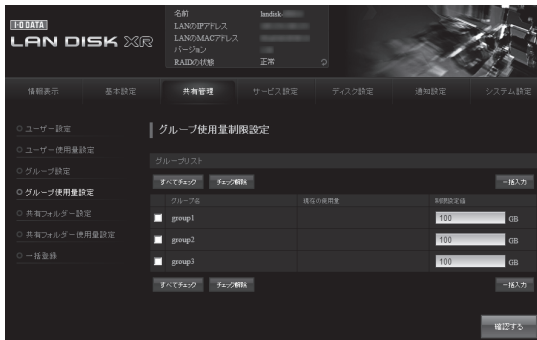 I-O DATA
LAN DISK XR
名前 landisk-
LANのIPアドレス
LANのMACアドレス
バージョン
RAIDの状態 正常
情報表示 基本設定 共有管理 サービス設定 ディスク設定 通知設定 システム設定
ユーザー設定
ユーザー使用量設定
グループ設定
グループ使用量設定
共有フォルダー設定
共有フォルダー使用量設定
一括登録
グループ使用量制限設定
グループリスト
すべてチェック チェック解除 一括入力
グループ名 現在の使用量 制限設定値
group1 100 GB
group2 100 GB
group3 100 GB
すべてチェック チェック解除 一括入力
確認する